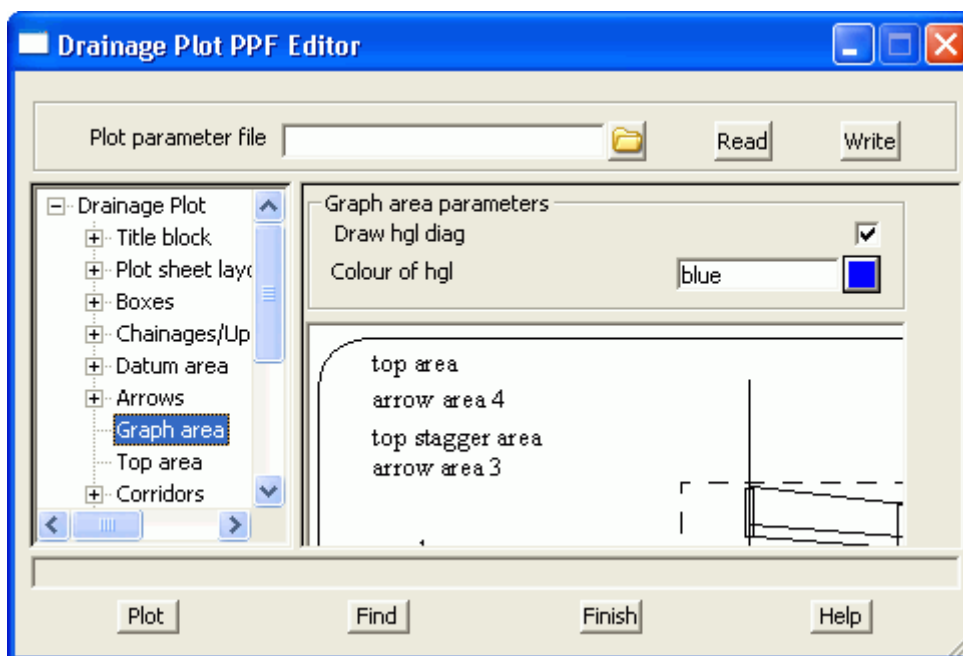 Drainage Plot PPF Editor
Plot parameter file
Read
Write
Drainage Plot
Title block
Plot sheet layo
Boxes
Chainages/Up
Datum area
Arrows
Graph area
Top area
Corridors
Graph area parameters
Draw hgl diag
Colour of hgl
blue
top area
arrow area 4
top stagger area
arrow area 3
Plot
Find
Finish
Help